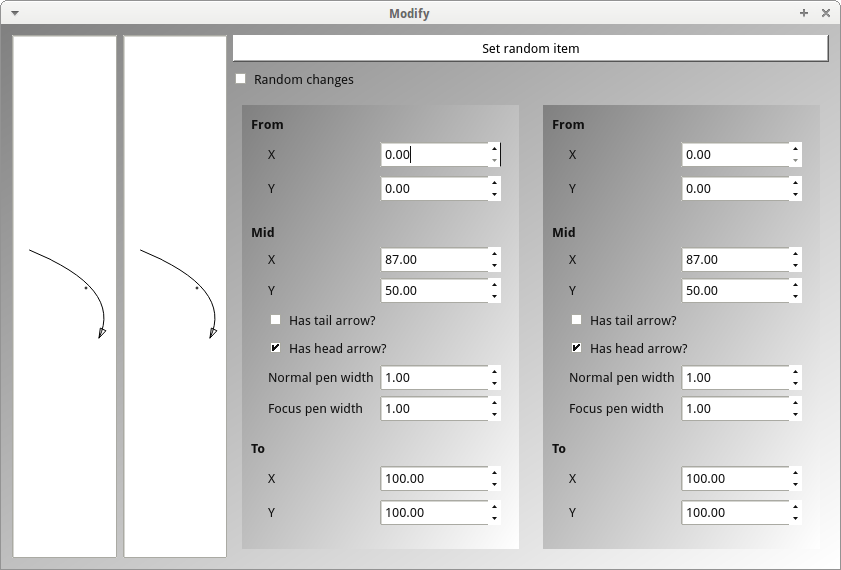 Modify
Set random item
Random changes
From
X 0.00
Y 0.00
Mid
X 87.00
Y 50.00
Has tail arrow?
Has head arrow?
Normal pen width 1.00
Focus pen width 1.00
To
X 100.00
Y 100.00
From
X 0.00
Y 0.00
Mid
X 87.00
Y 50.00
Has tail arrow?
Has head arrow?
Normal pen width 1.00
Focus pen width 1.00
To
X 100.00
Y 100.00